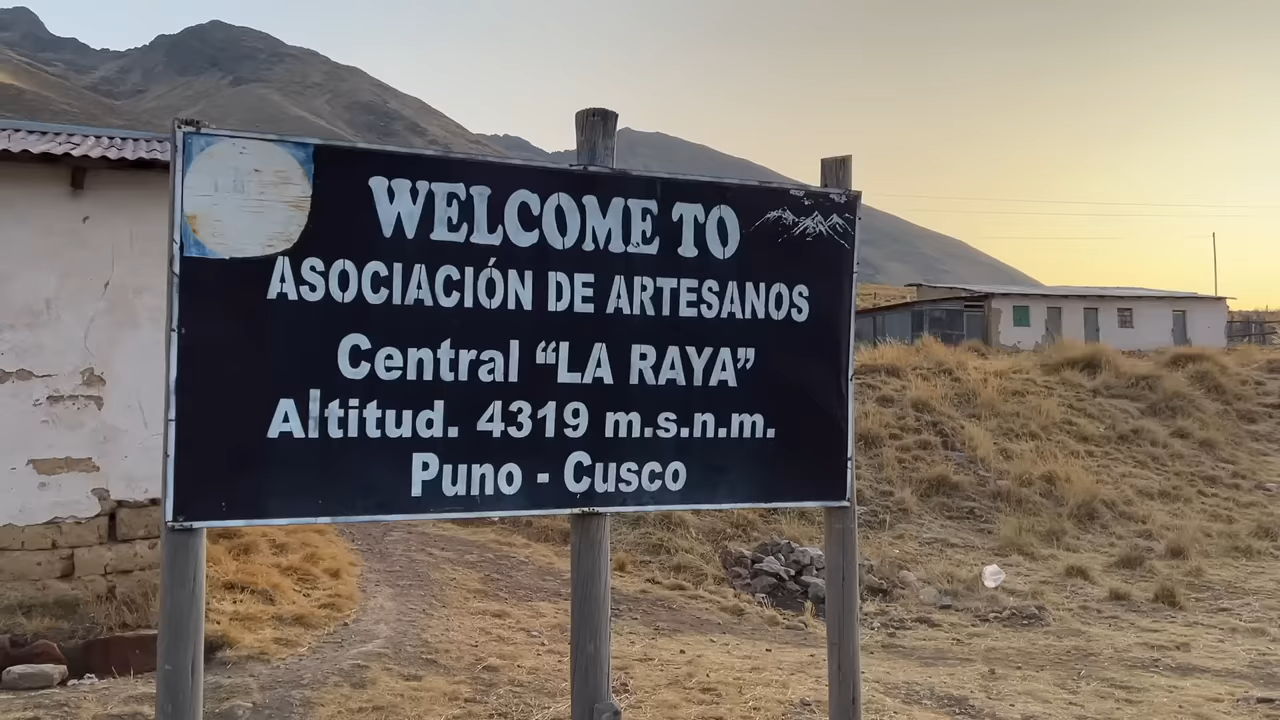 WELCOME TO
ASOCIACIÓN DE ARTESANOS
Central “LA RAYA”
Altitud. 4319 m.s.n.m.
Puno - Cusco